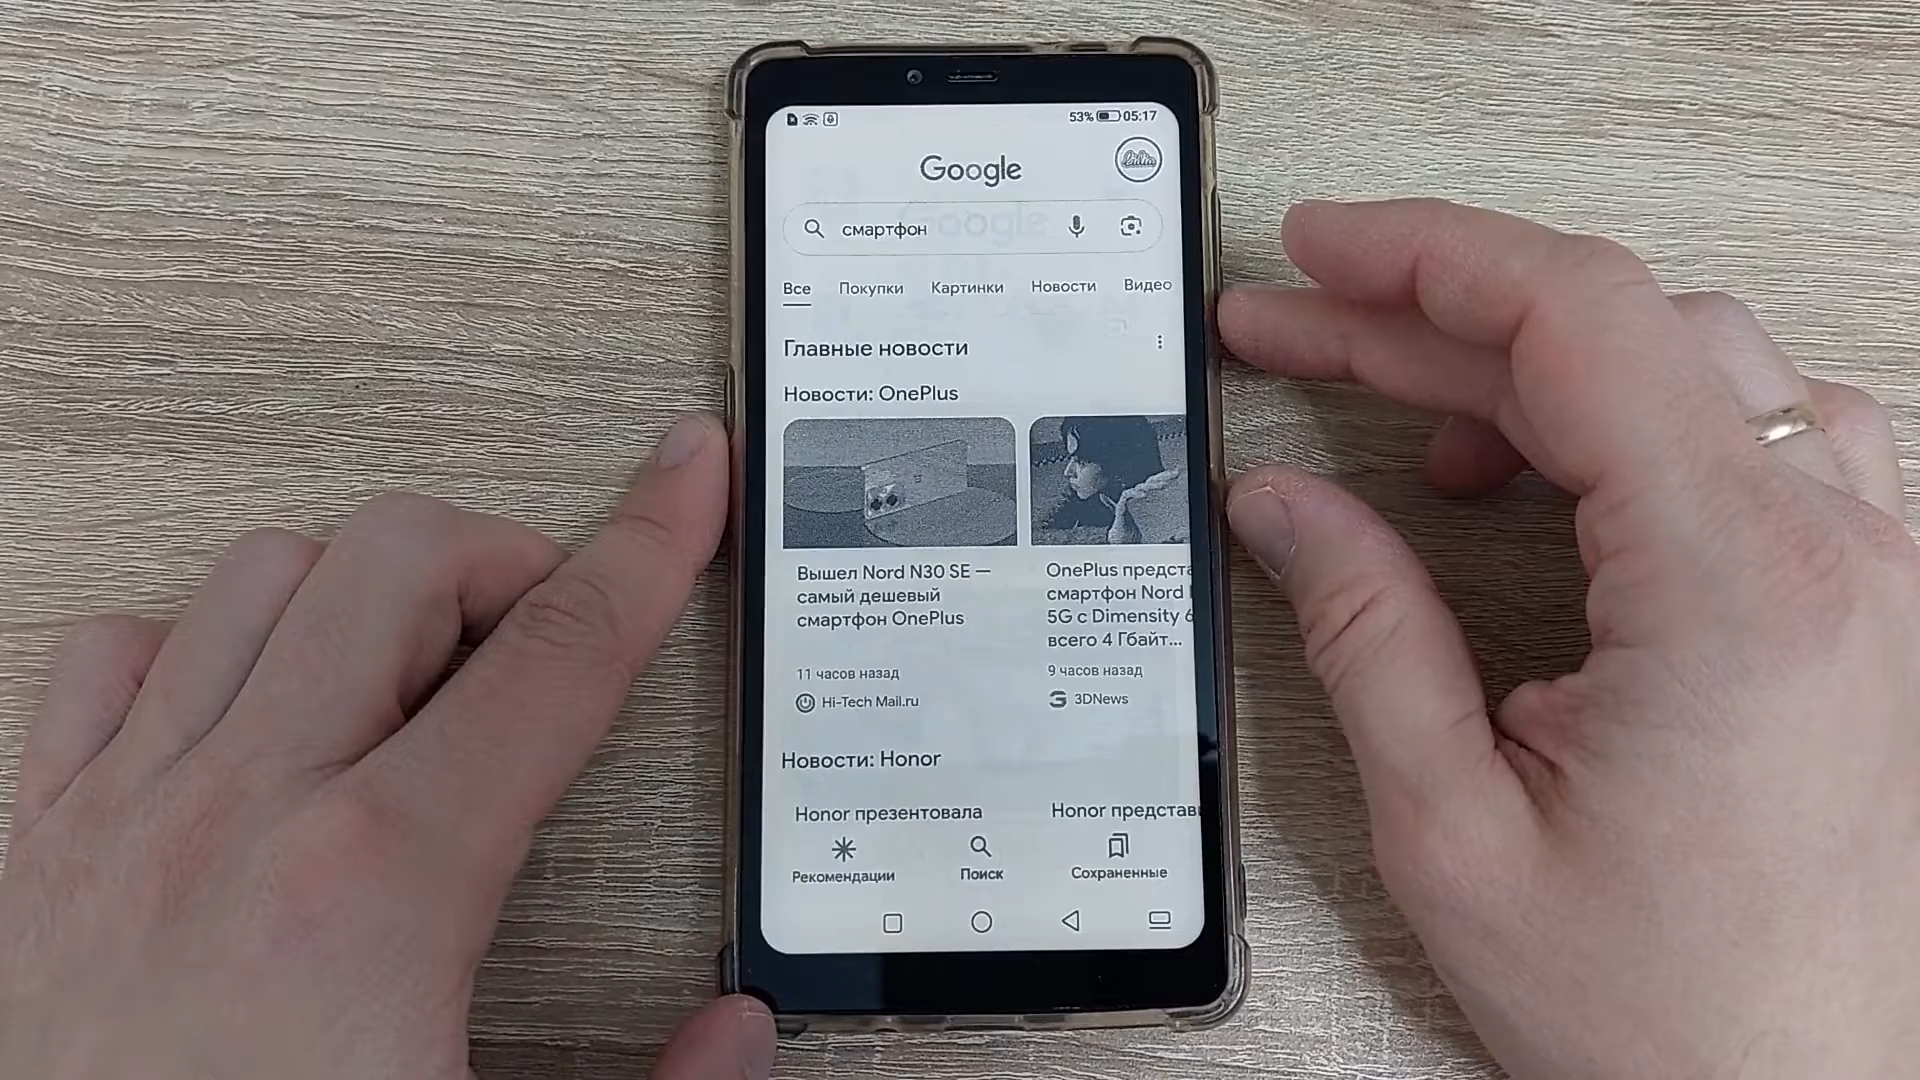 53% 05:17
Google
смартфон
Все Покупки Картинки Новости Видео
Главные новости
Новости: OnePlus
Вышел Nord N30 SE —
самый дешевый
смартфон OnePlus
11 часов назад
Hi-Tech Mail.ru
OnePlus предста
смартфон Nord
5G с Dimensity 6
всего 4 Гбайт...
9 часов назад
3DNews
Новости: Honor
Honor презентовала
Honor представи
Рекомендации Поиск Сохраненные